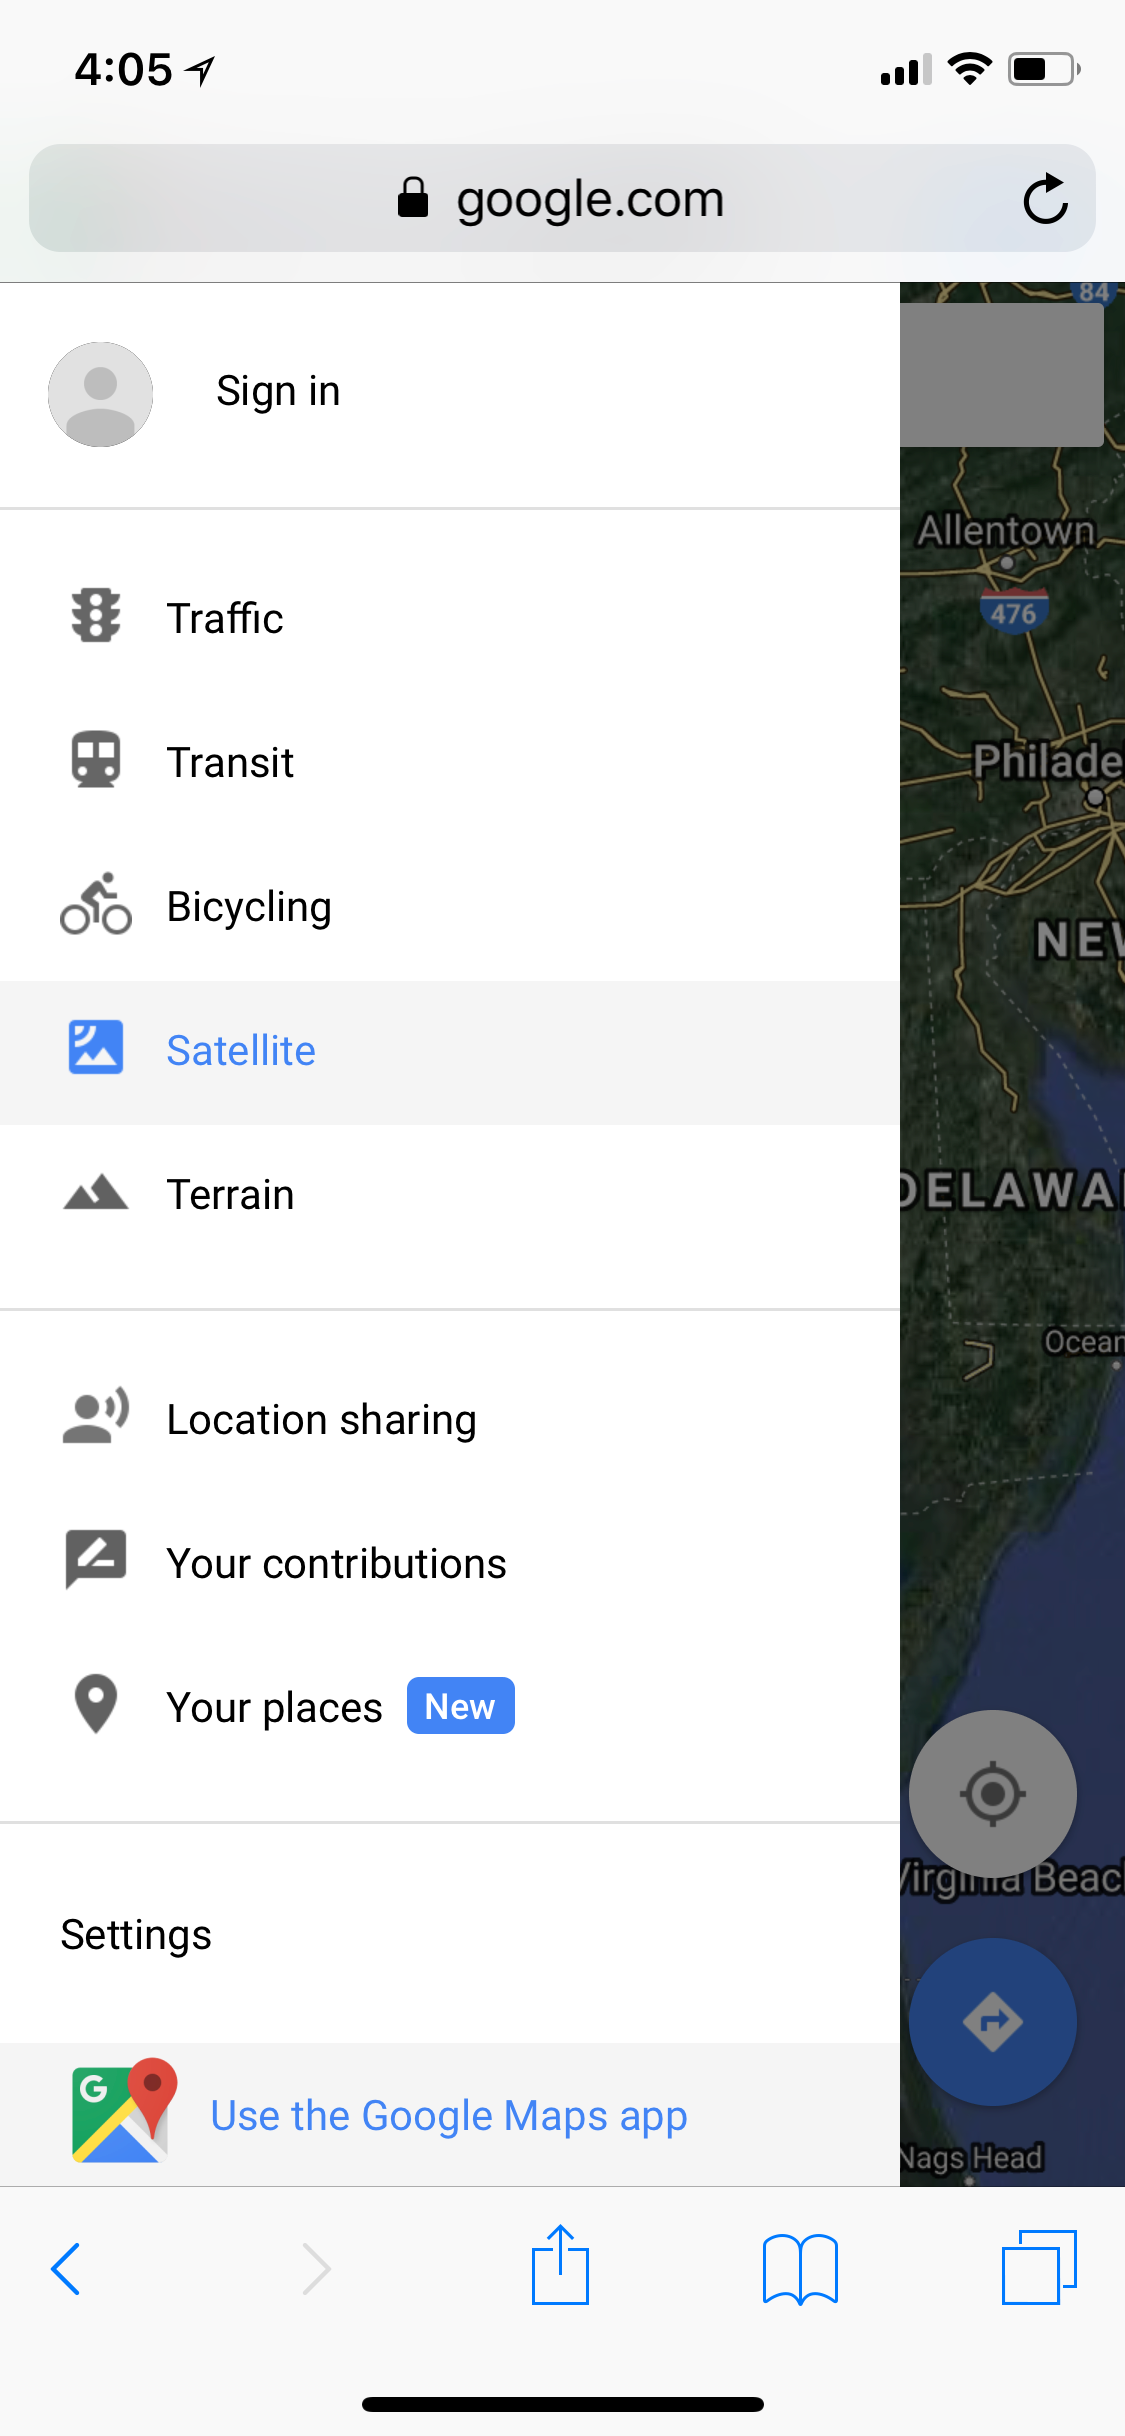 4:05
google.com
84
Sign in
Allentown
Traffic
476
Transit
Philade
Bicycling
NEW
Satellite
DELAWA
Terrain
Ocean
Location sharing
Your contributions
Your places New
Virginia Beac
Settings
G
Use the Google Maps app
Nags Head